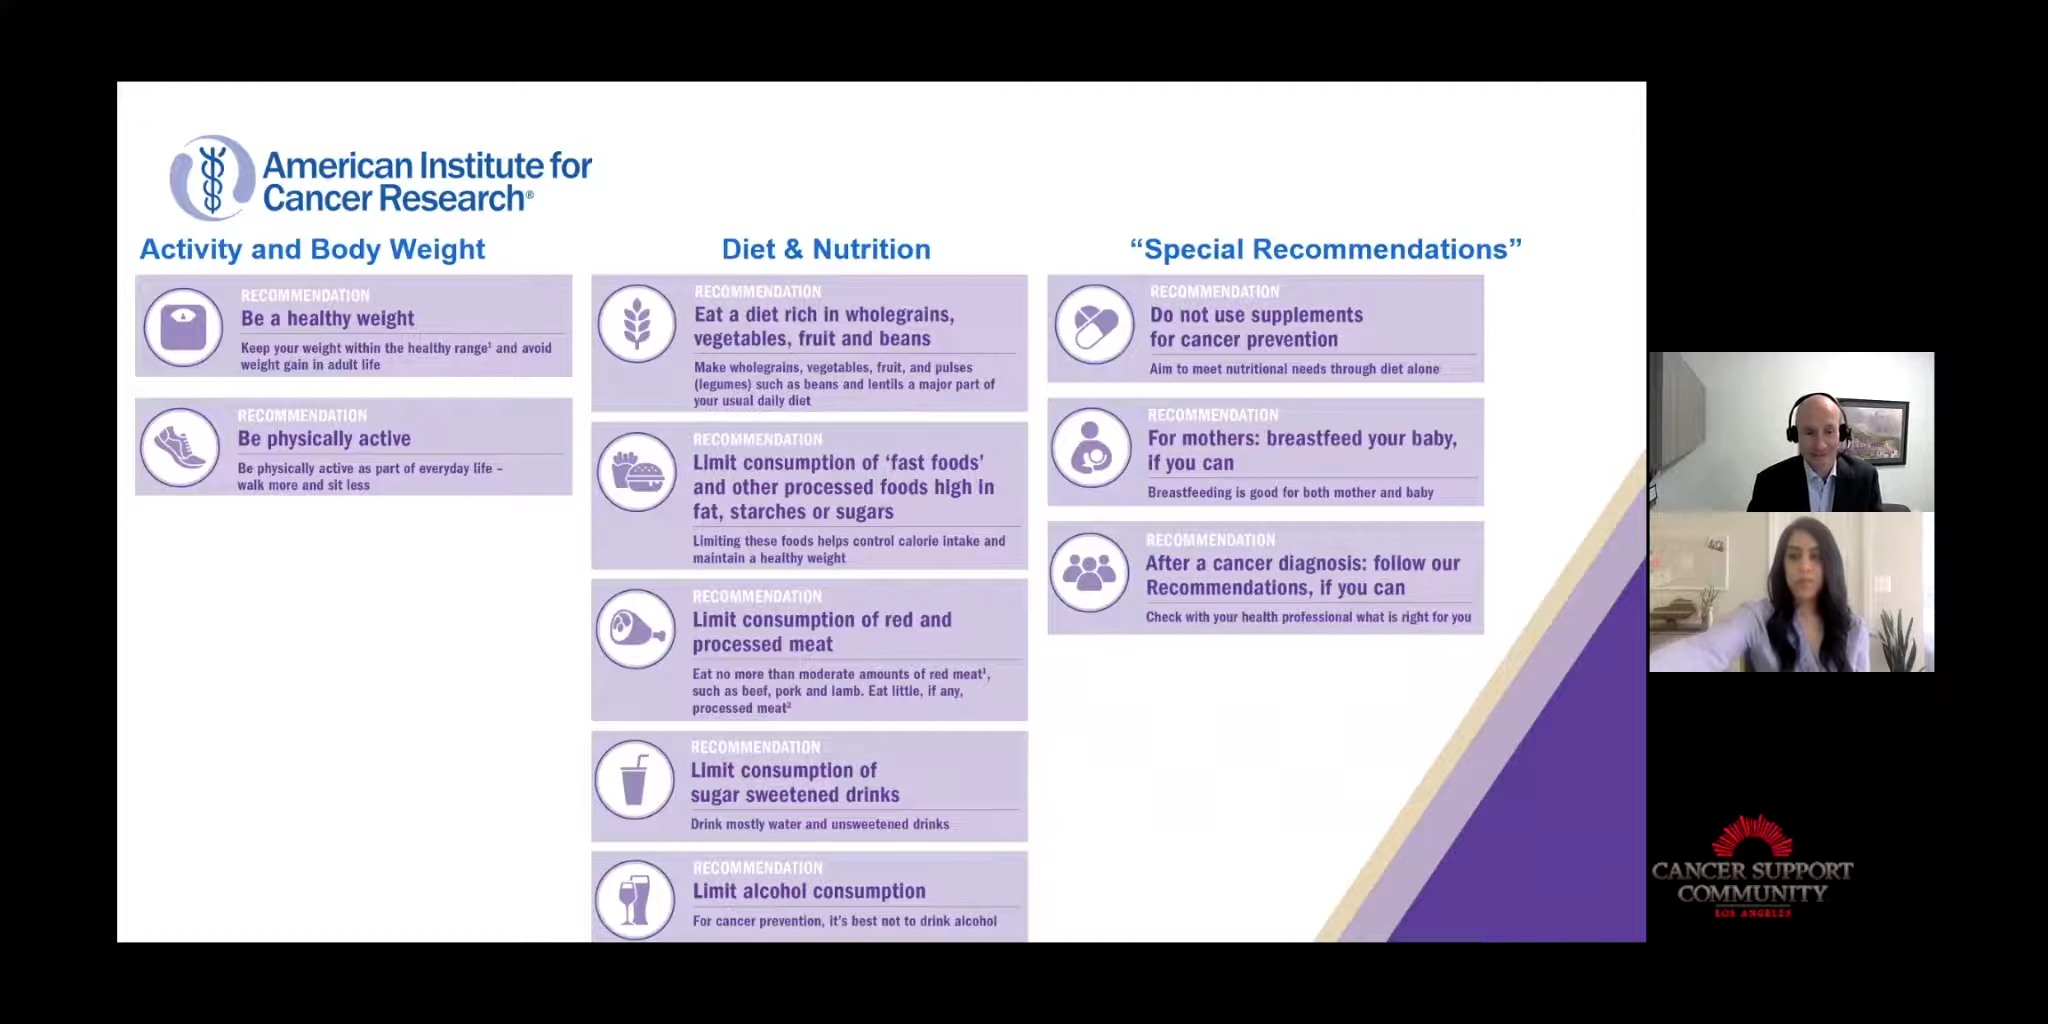 American Institute for
Cancer Research®
Activity and Body Weight
RECOMMENDATION
Be a healthy weight
Keep your weight within the healthy range¹ and avoid
weight gain in adult life
RECOMMENDATION
Be physically active
Be physically active as part of everyday life –
walk more and sit less
Diet & Nutrition
RECOMMENDATION
Eat a diet rich in wholegrains,
vegetables, fruit and beans
Make wholegrains, vegetables, fruit, and pulses
(legumes) such as beans and lentils a major part of
your usual daily diet
RECOMMENDATION
Limit consumption of ‘fast foods’
and other processed foods high in
fat, starches or sugars
Limiting these foods helps control calorie intake and
maintain a healthy weight
RECOMMENDATION
Limit consumption of red and
processed meat
Eat no more than moderate amounts of red meat¹,
such as beef, pork and lamb. Eat little, if any,
processed meat²
RECOMMENDATION
Limit consumption of
sugar sweetened drinks
Drink mostly water and unsweetened drinks
RECOMMENDATION
Limit alcohol consumption
For cancer prevention, it’s best not to drink alcohol
“Special Recommendations”
RECOMMENDATION
Do not use supplements
for cancer prevention
Aim to meet nutritional needs through diet alone
RECOMMENDATION
For mothers: breastfeed your baby,
if you can
Breastfeeding is good for both mother and baby
RECOMMENDATION
After a cancer diagnosis: follow our
Recommendations, if you can
Check with your health professional what is right for you
CANCER SUPPORT
COMMUNITY
LOS ANGELES